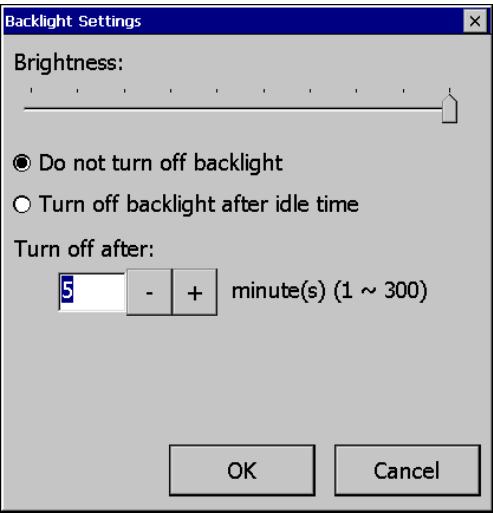 Backlight Settings
Brightness:
Do not turn off backlight
Turn off backlight after idle time
Turn off after:
5 - + minute(s) (1 ~ 300)
OK Cancel